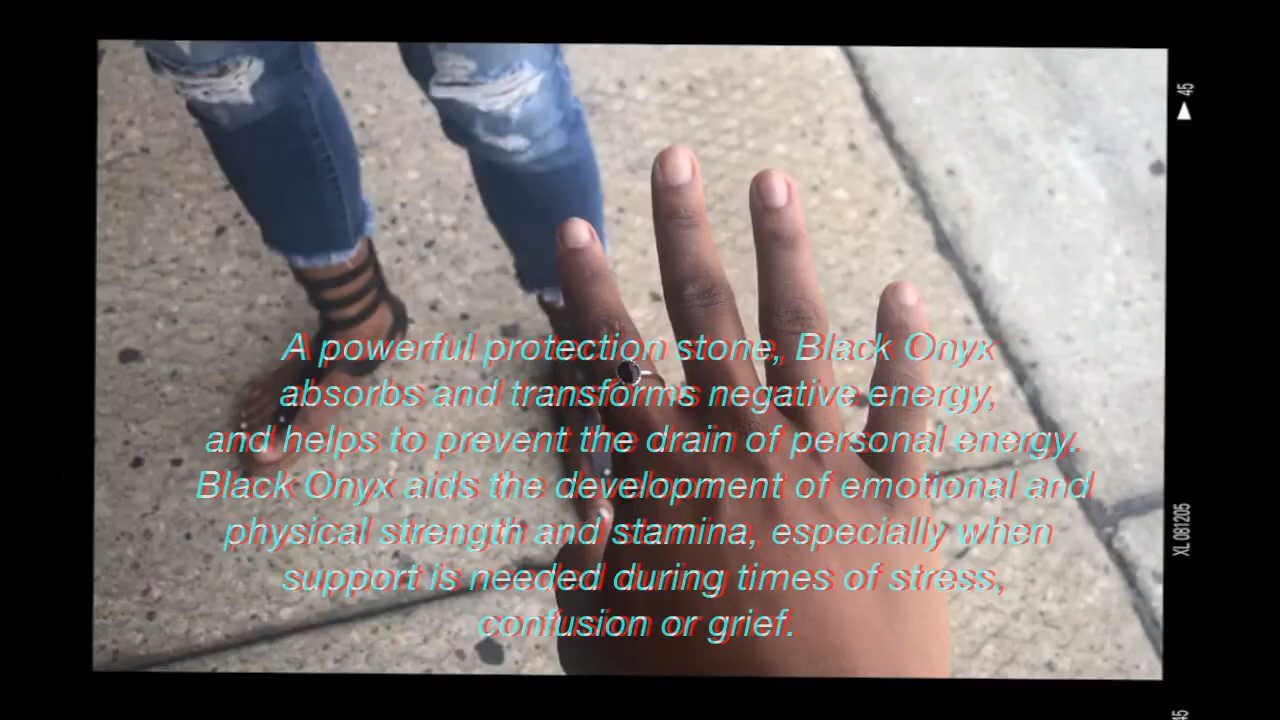 A powerful protection stone, Black Onyx
absorbs and transforms negative energy,
and helps to prevent the drain of personal energy.
Black Onyx aids the development of emotional and
physical strength and stamina, especially when
support is needed during times of stress,
confusion or grief.
45
XL 081205
45